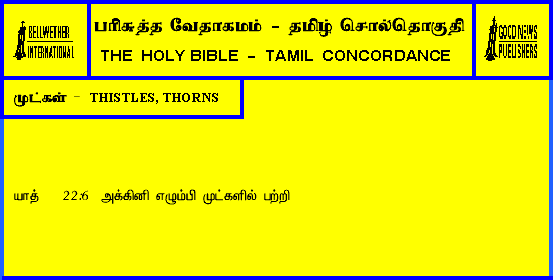 BELLWETHER
INTERNATIONAL
பரிசுத்த வேதாகமம் - தமிழ் சொல்தொகுதி
THE HOLY BIBLE - TAMIL CONCORDANCE
GOOD NEWS
PUBLISHERS
முட்கள் - THISTLES, THORNS
யாத் 22:6 அக்கினி எழும்பி முட்களில் பற்றி